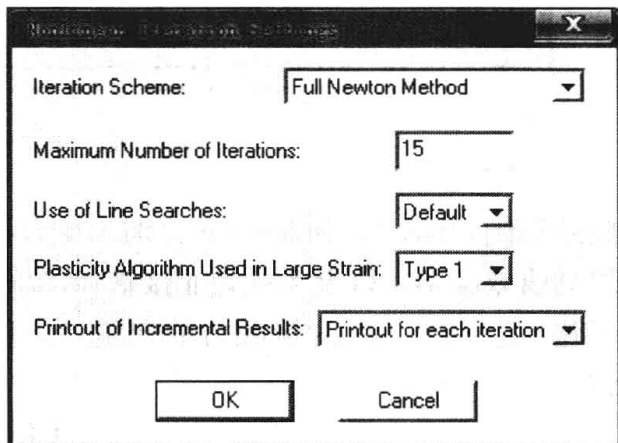 Iteration Scheme: Full Newton Method
Maximum Number of Iterations: 15
Use of Line Searches: Default
Plasticity Algorithm Used in Large Strain: Type 1
Printout of Incremental Results: Printout for each iteration
OK Cancel